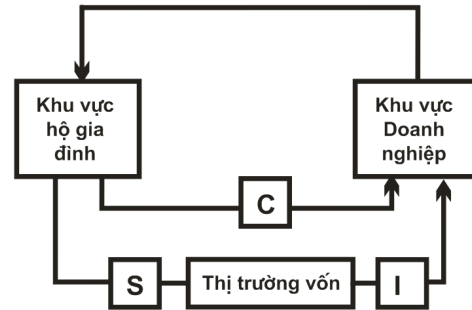 Khu vực
hộ gia
đình
Khu vực
Doanh
nghiệp
C
S
Thị trường vốn
I